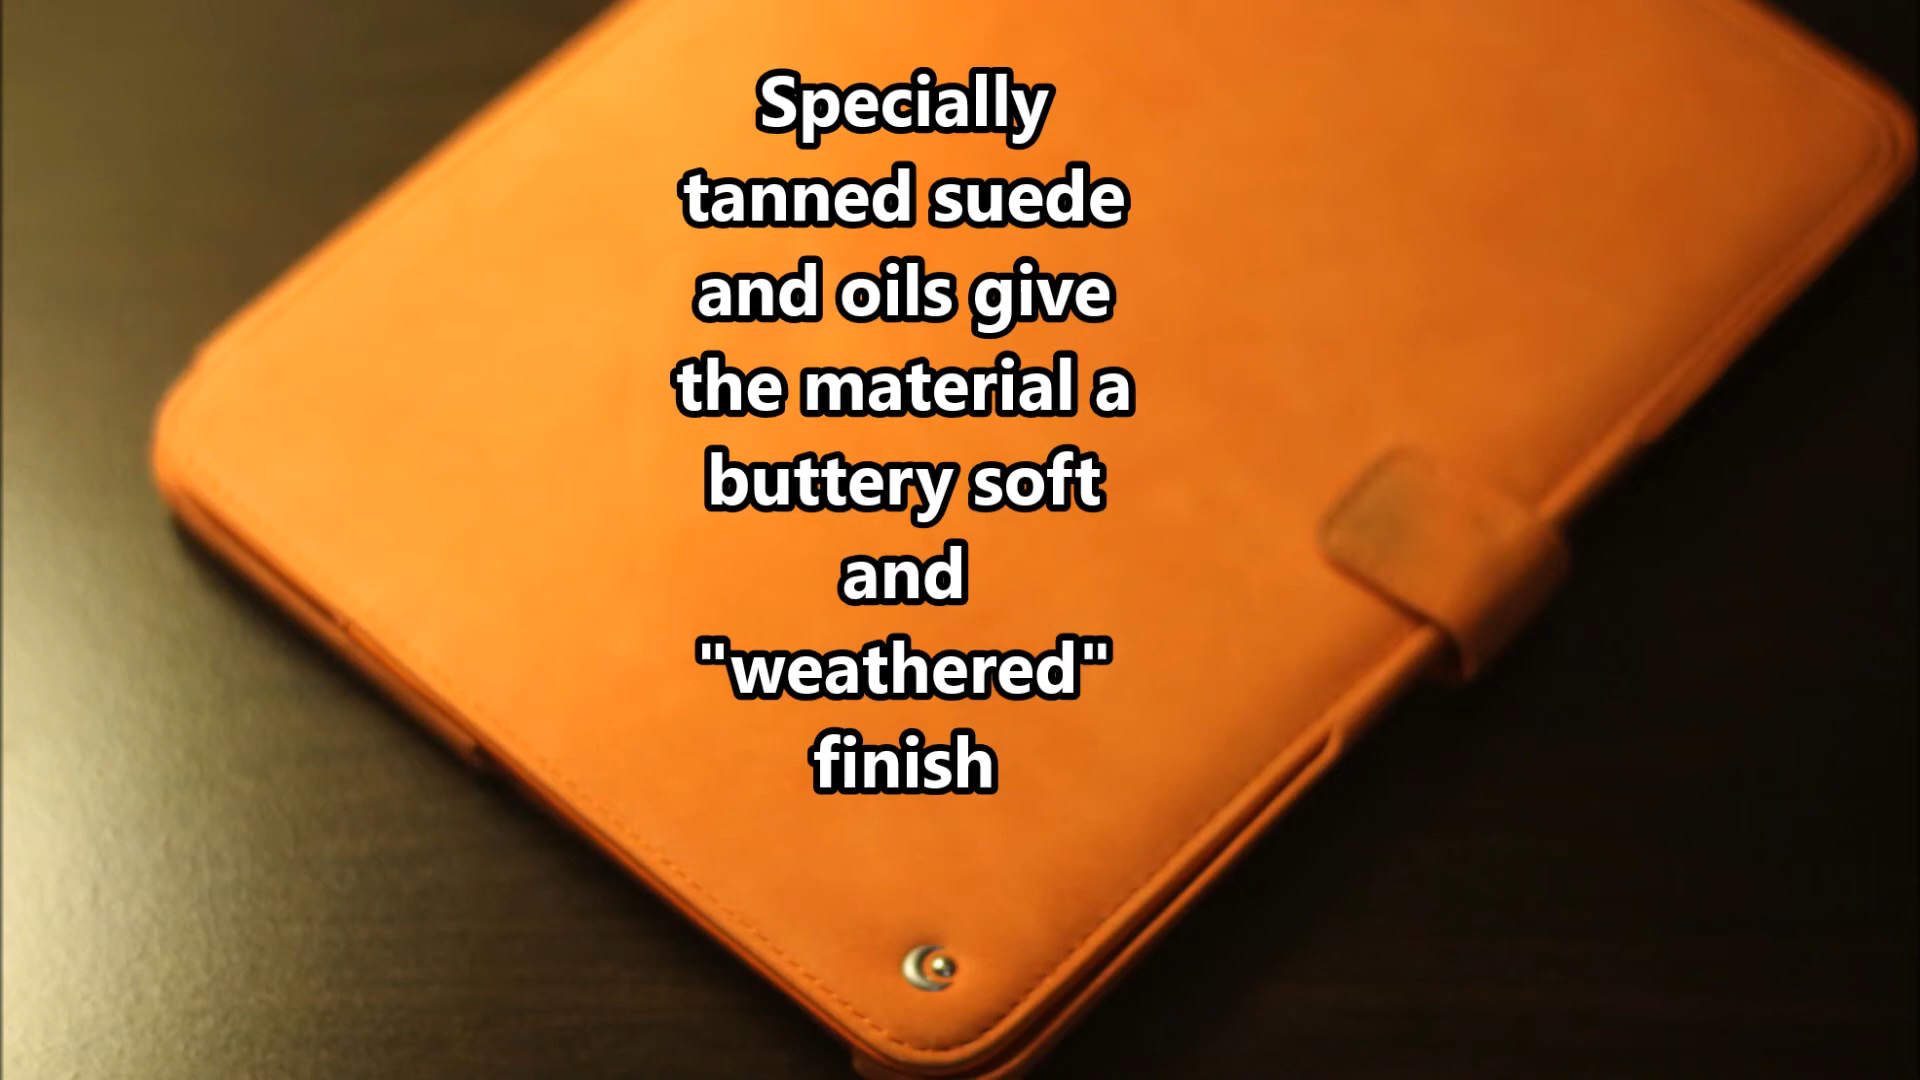 Specially
tanned suede
and oils give
the material a
buttery soft
and
"weathered"
finish